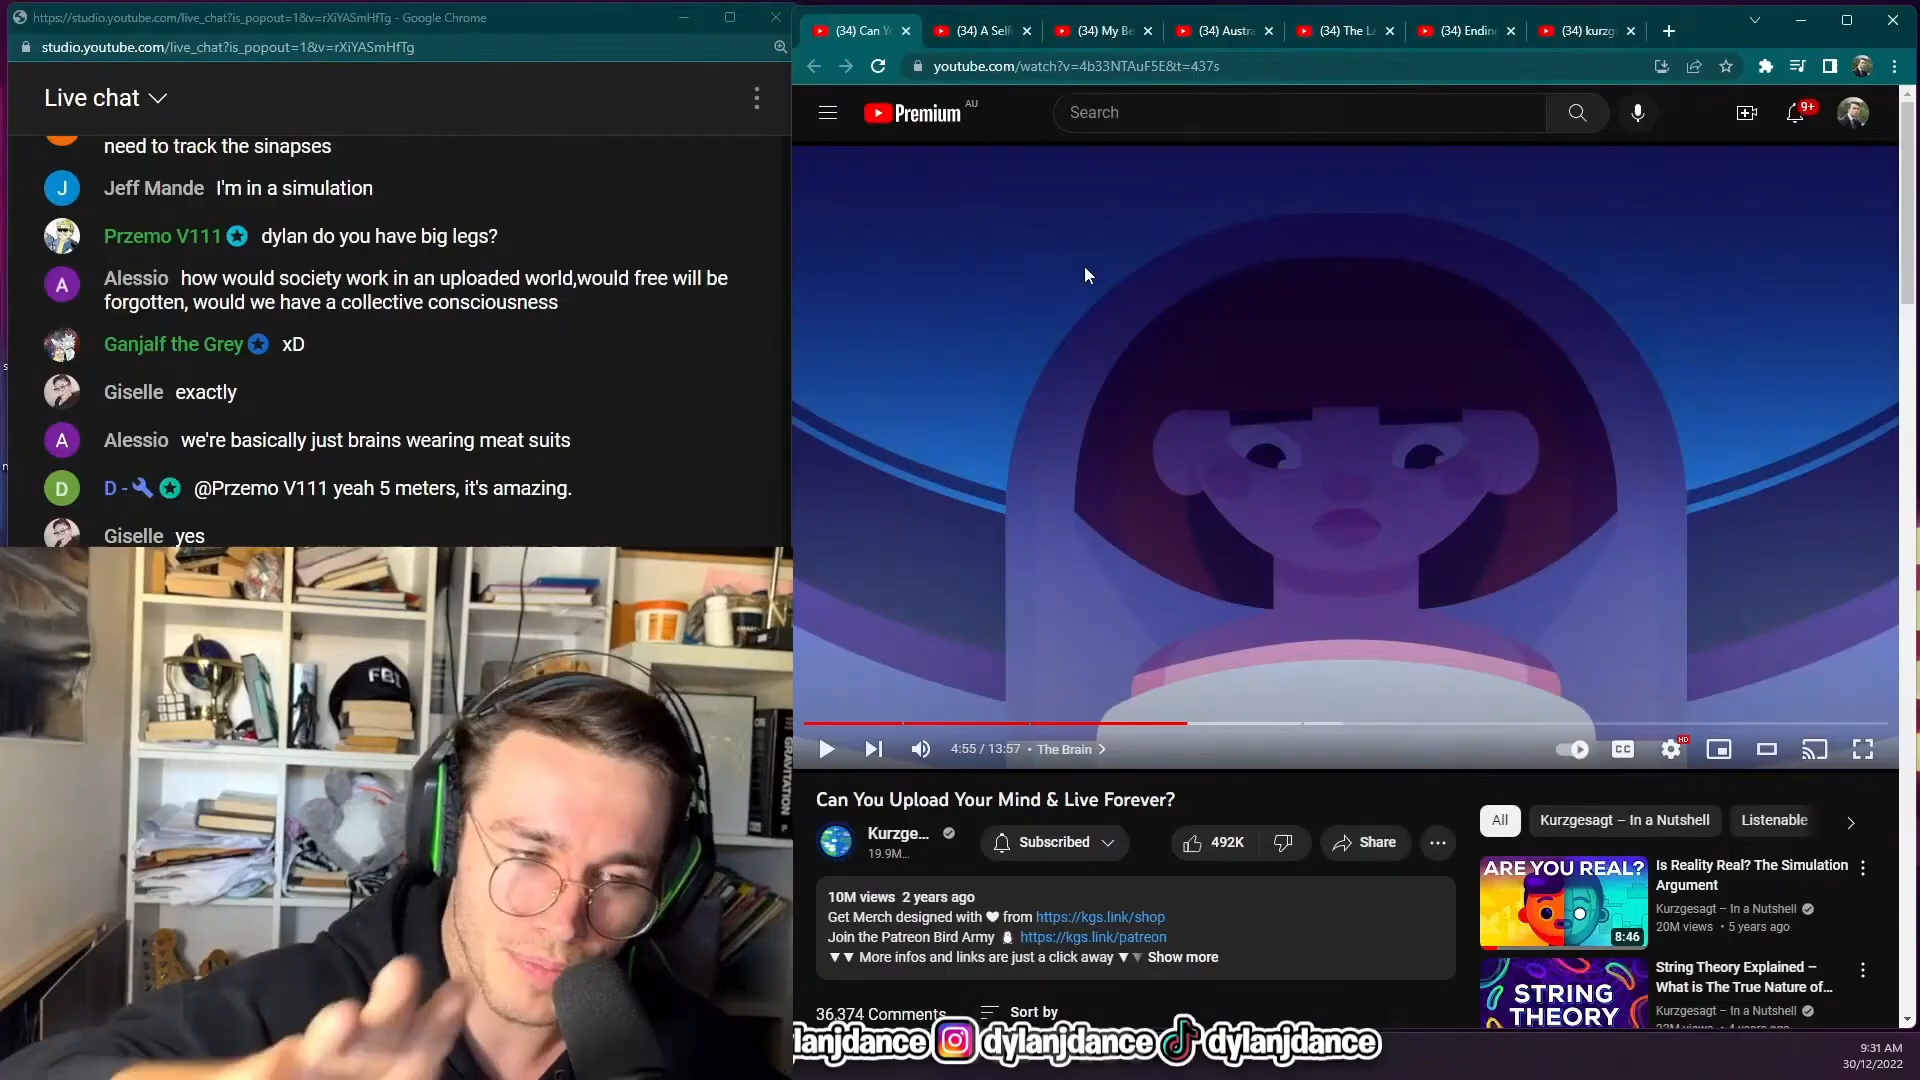 https://studio.youtube.com/live_chat?is_popout=1&v=rXiYASmHfTg - Google Chrome
studio.youtube.com/live_chat?is_popout=1&v=rXiYASmHfTg
Live chat
need to track the sinapses
J Jeff Mande I'm in a simulation
Przemo V111 dylan do you have big legs?
A Alessio how would society work in an uploaded world,would free will be
forgotten, would we have a collective consciousness
Ganjalf the Grey xD
Giselle exactly
A Alessio we're basically just brains wearing meat suits
D D - @Przemo V111 yeah 5 meters, it's amazing.
Giselle yes
FBI
GRAVITATION
(34) Can Y
(34) A Self
(34) My Be
(34) Austra
(34) The La
(34) Ending
(34) kurzg
youtube.com/watch?v=4b33NTAuF5E&t=437s
Premium AU
Search
9+
4:55 / 13:57 • The Brain
CC
HD
Can You Upload Your Mind & Live Forever?
Kurzge...
19.9M...
Subscribed
492K
Share
10M views 2 years ago
Get Merch designed with ❤ from https://kgs.link/shop
Join the Patreon Bird Army https://kgs.link/patreon
▼▼ More infos and links are just a click away ▼▼ Show more
36,374 Comments
Sort by
All
Kurzgesagt – In a Nutshell
Listenable
ARE YOU REAL?
8:46
Is Reality Real? The Simulation
Argument
Kurzgesagt – In a Nutshell
20M views • 5 years ago
STRING
THEORY
String Theory Explained –
What is The True Nature of...
Kurzgesagt – In a Nutshell
lanjdance dylanjdance dylanjdance
9:31 AM
30/12/2022